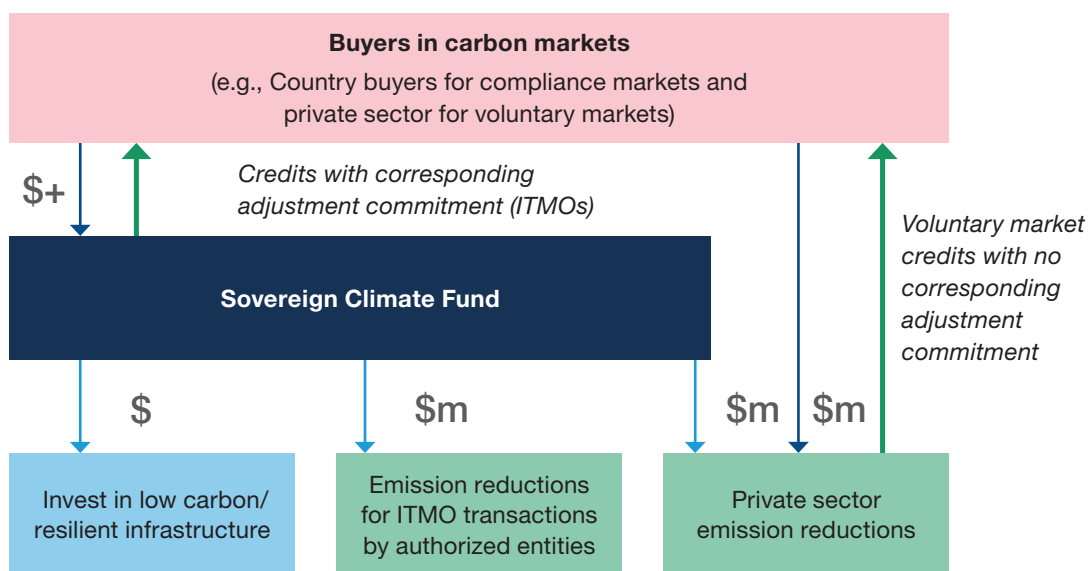 Buyers in carbon markets
(e.g., Country buyers for compliance markets and
private sector for voluntary markets)
$+
Credits with corresponding
adjustment commitment (ITMOs)
Voluntary market
credits with no
corresponding
adjustment
commitment
Sovereign Climate Fund
$
$m
$m
$m
Invest in low carbon/
resilient infrastructure
Emission reductions
for ITMO transactions
by authorized entities
Private sector
emission reductions